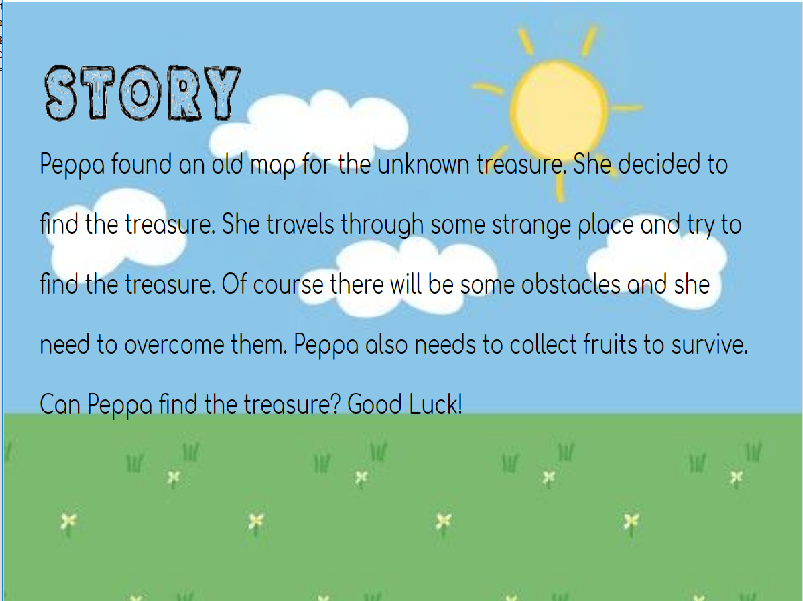 STORY
Peppa found an old map for the unknown treasure. She decided to
find the treasure. She travels through some strange place and try to
find the treasure. Of course there will be some obstacles and she
need to overcome them. Peppa also needs to collect fruits to survive.
Can Peppa find the treasure? Good Luck!